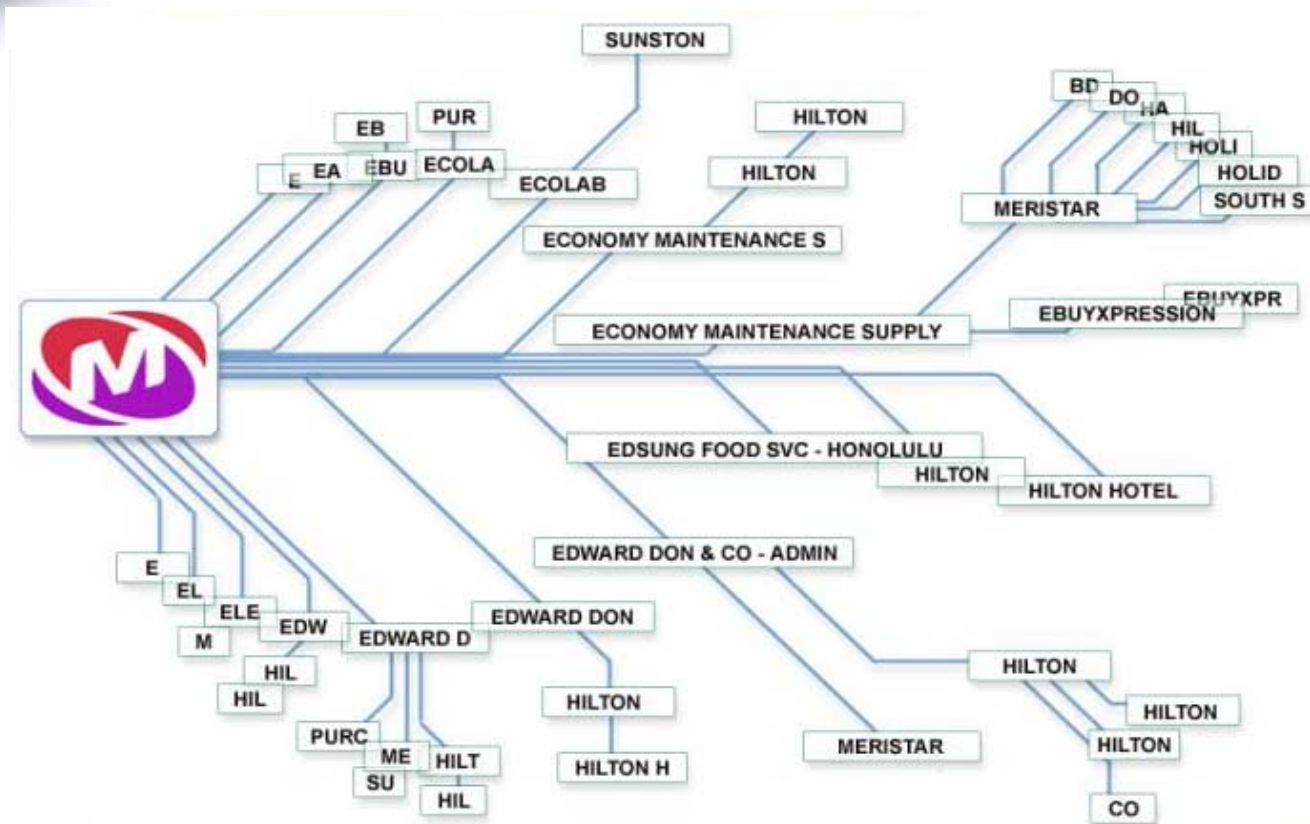 SUNSTON
BD
DO
HA
HIL
HOLI
HOLID
SOUTH S
PUR
EB
HILTON
E
EA
EBU
ECOLA
ECOLAB
HILTON
MERISTAR
ECONOMY MAINTENANCE S
EBUYXPR
EBUYXPRESSION
ECONOMY MAINTENANCE SUPPLY
M
EDSUNG FOOD SVC - HONOLULU
HILTON
HILTON HOTEL
EDWARD DON & CO - ADMIN
E
EL
ELE
M
EDW
EDWARD D
EDWARD DON
HIL
HIL
HILTON
HILTON
HILTON
HILTON
MERISTAR
PURC
ME
SU
HILT
HIL
HILTON H
CO